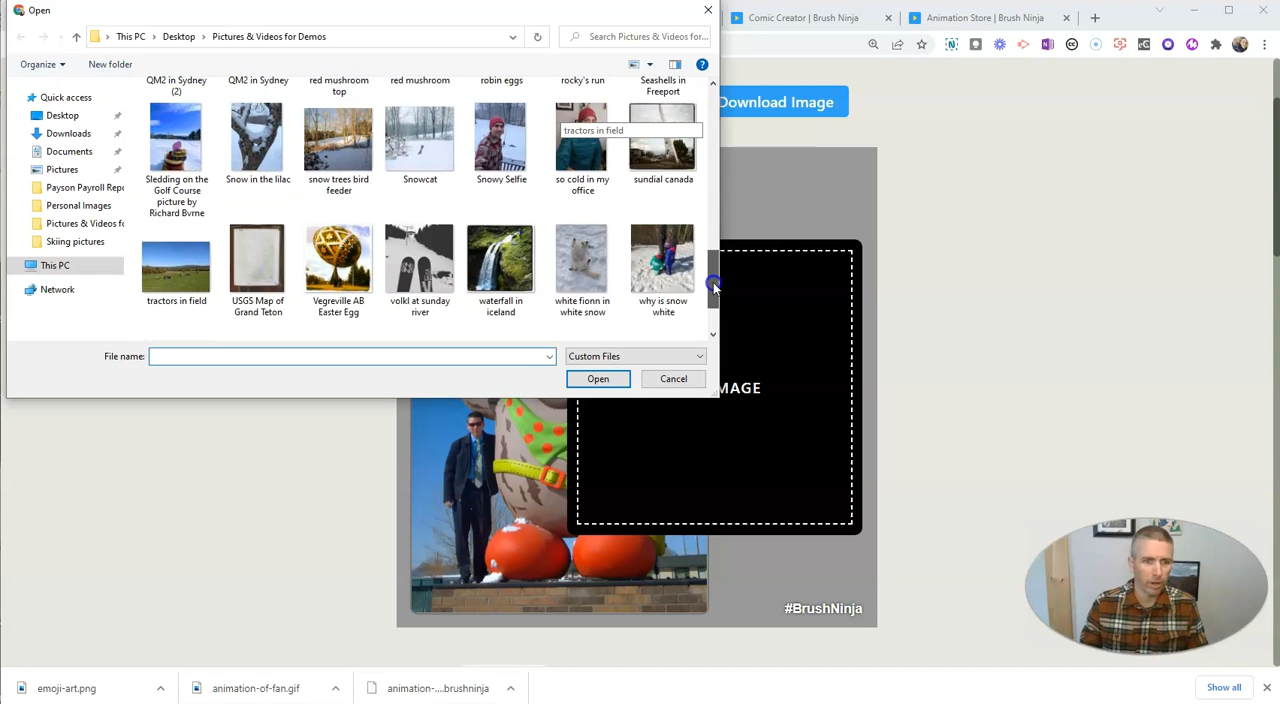 Open
Comic Creator | Brush Ninja
Animation Store | Brush Ninja
This PC > Desktop > Pictures & Videos for Demos
Search Pictures & Videos for...
Organize
New folder
Download Image
QM2 in Sydney (2)
QM2 in Sydney
red mushroom top
red mushroom
robin eggs
rocky's run
Seashells in Freeport
Quick access
Desktop
Downloads
Documents
Pictures
Payson Payroll Repo
Personal Images
Pictures & Videos fo
Skiing pictures
This PC
Network
tractors in field
Sledding on the Golf Course picture by Richard Byrne
Snow in the lilac
snow trees bird feeder
Snowcat
Snowy Selfie
so cold in my office
sundial canada
tractors in field
USGS Map of Grand Teton
Vegreville AB Easter Egg
volkl at sunday river
waterfall in iceland
white fionn in white snow
why is snow white
File name:
Custom Files
Open
Cancel
MAGE
#BrushNinja
emoji-art.png
animation-of-fan.gif
animation-....brushninja
Show all